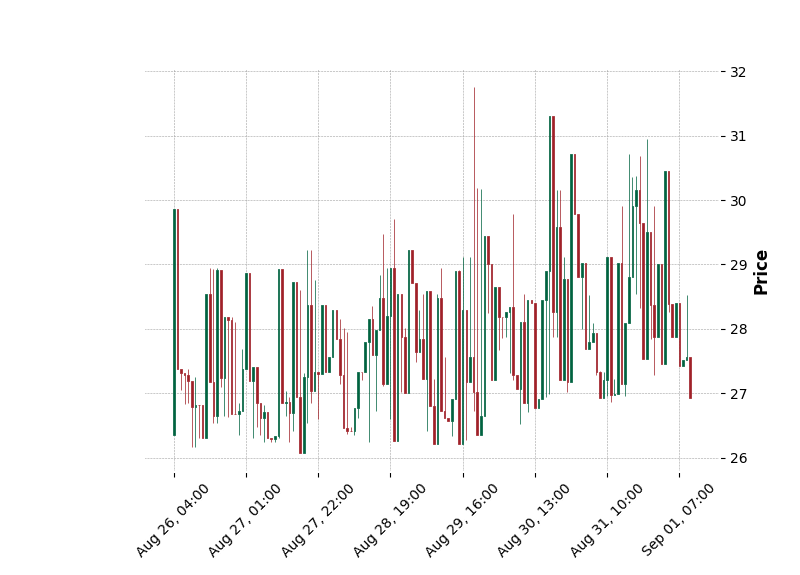 32
31
30
29
28
27
26
Price
Aug 26, 04:00
Aug 27, 01:00
Aug 27, 22:00
Aug 28, 19:00
Aug 29, 16:00
Aug 30, 13:00
Aug 31, 10:00
Sep 01, 07:00